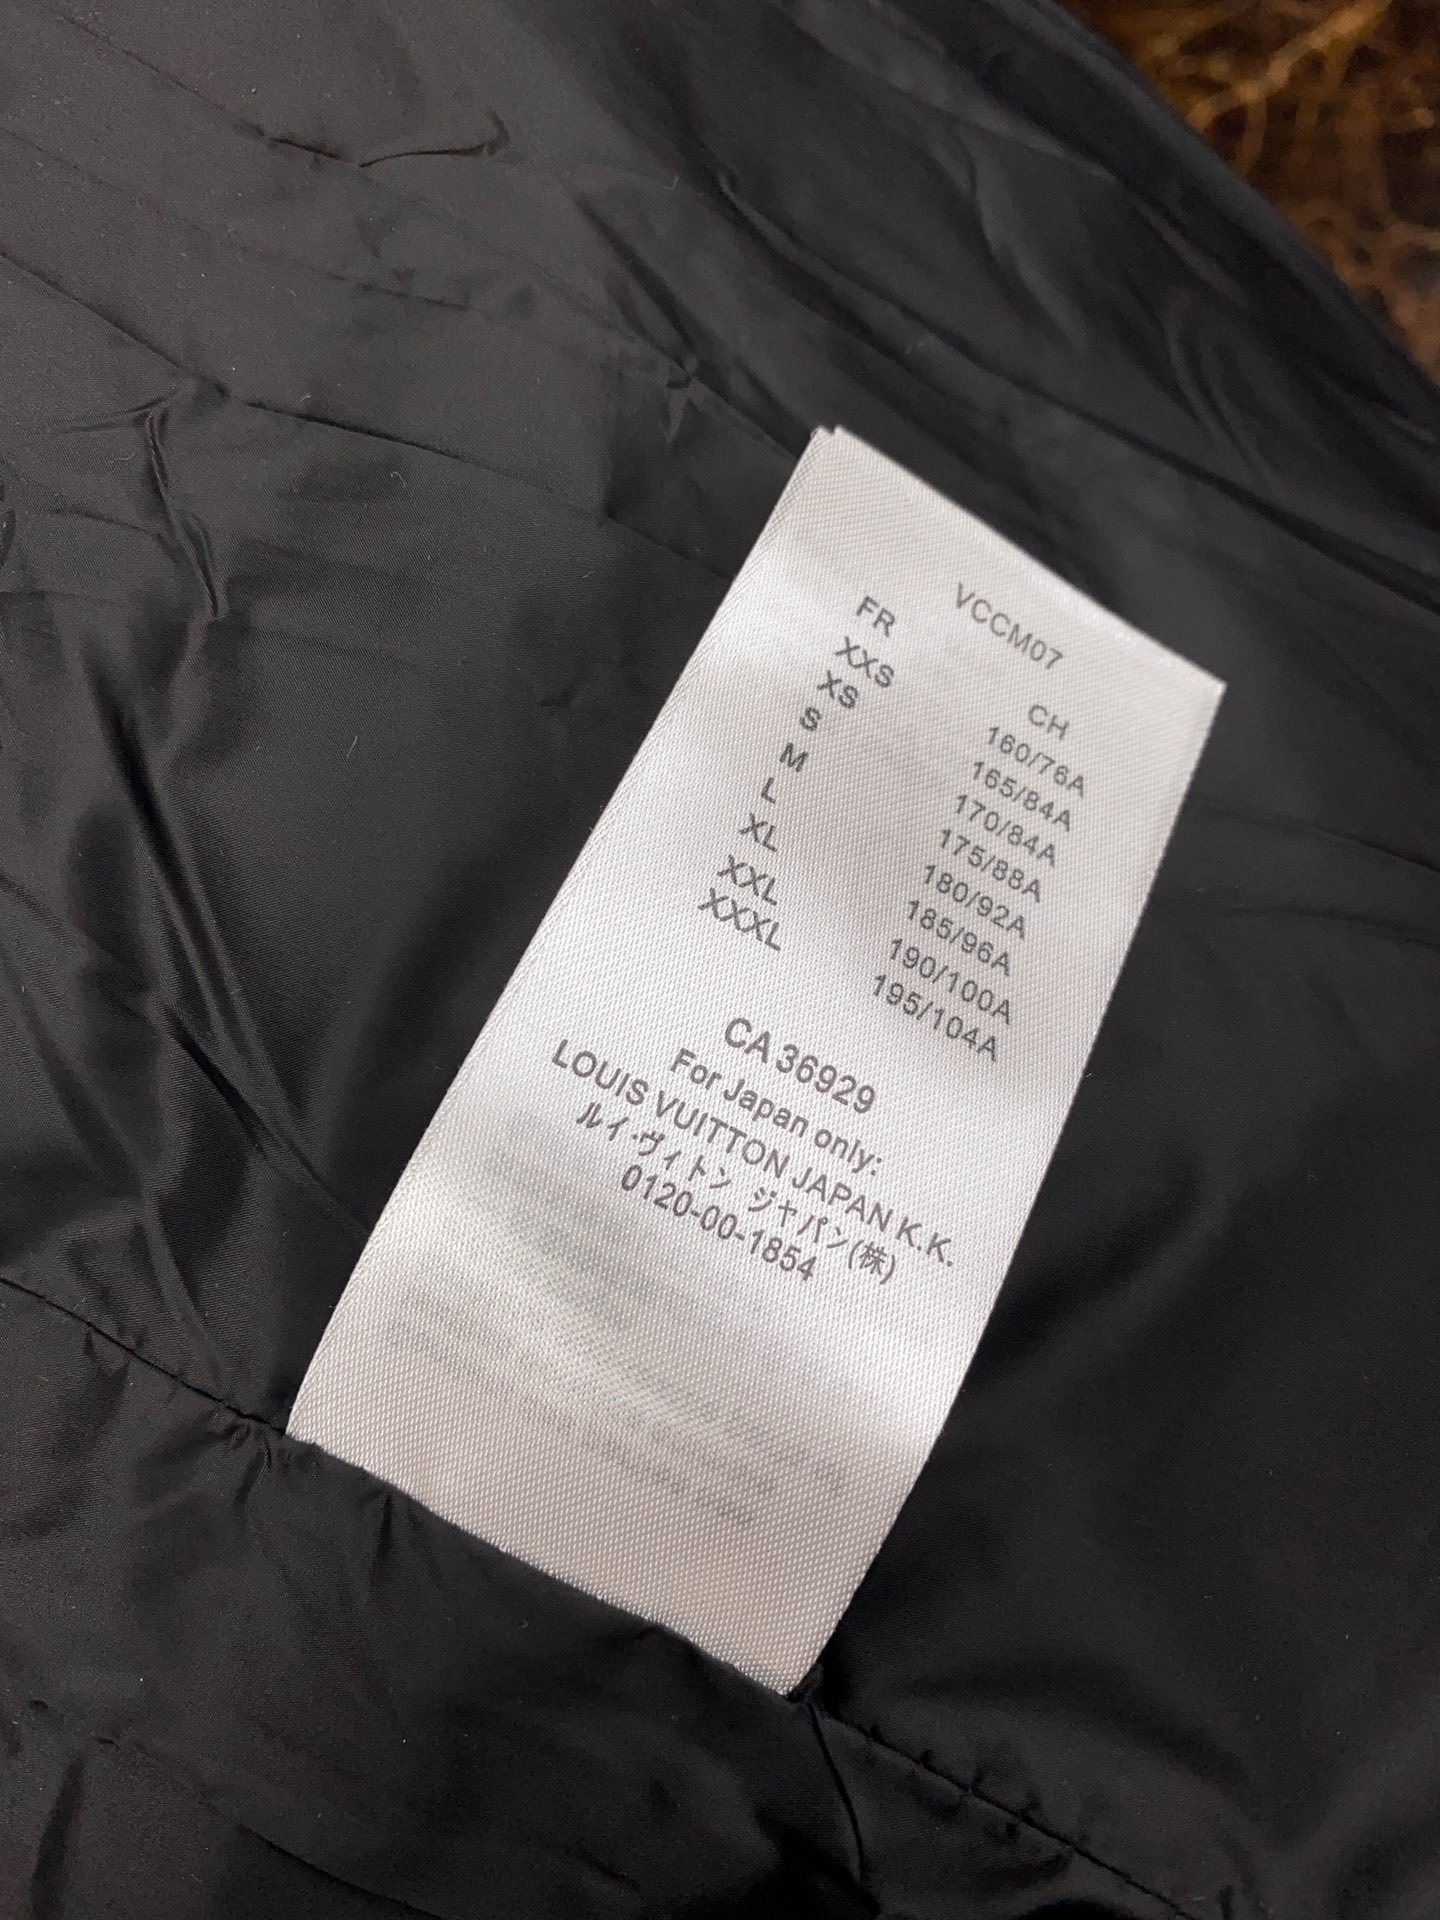 VCCM07
FR CH
XXS 160/76A
XS 165/84A
S 170/84A
M 175/88A
L 180/92A
XL 185/96A
XXL 190/100A
XXXL 195/104A
CA 36929
For Japan only:
LOUIS VUITTON JAPAN K.K.
ルイ·ヴィトン ジャパン(株)
0120-00-1854